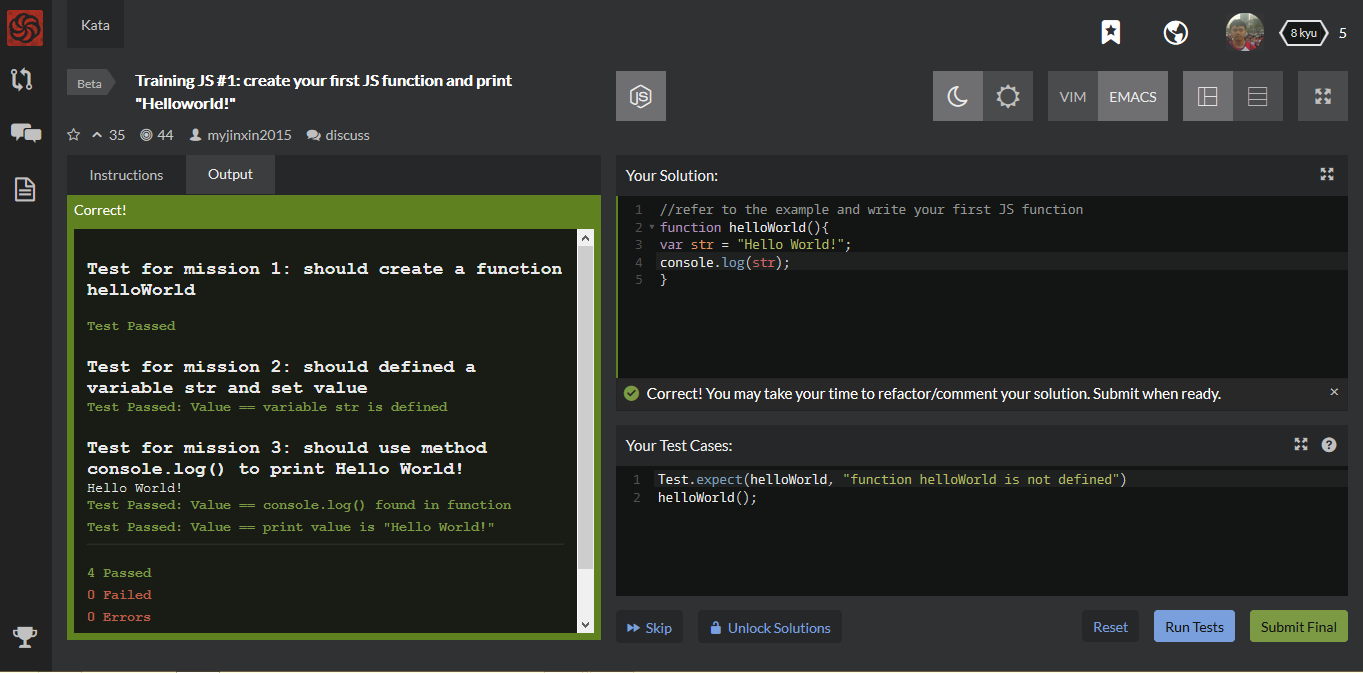 Kata
8 kyu 5
Beta
Training JS #1: create your first JS function and print
"Helloworld!"
35 44 myjinxin2015 discuss
JS
VIM EMACS
Instructions Output
Correct!
Test for mission 1: should create a function
helloWorld
Test Passed
Test for mission 2: should defined a
variable str and set value
Test Passed: Value == variable str is defined
Test for mission 3: should use method
console.log() to print Hello World!
Hello World!
Test Passed: Value == console.log() found in function
Test Passed: Value == print value is "Hello World!"
4 Passed
0 Failed
0 Errors
Your Solution:
1 //refer to the example and write your first JS function
2 function helloWorld(){
3 var str = "Hello World!";
4 console.log(str);
5 }
Correct! You may take your time to refactor/comment your solution. Submit when ready. ×
Your Test Cases: ?
1 Test.expect(helloWorld, "function helloWorld is not defined")
2 helloWorld();
Skip Unlock Solutions Reset Run Tests Submit Final